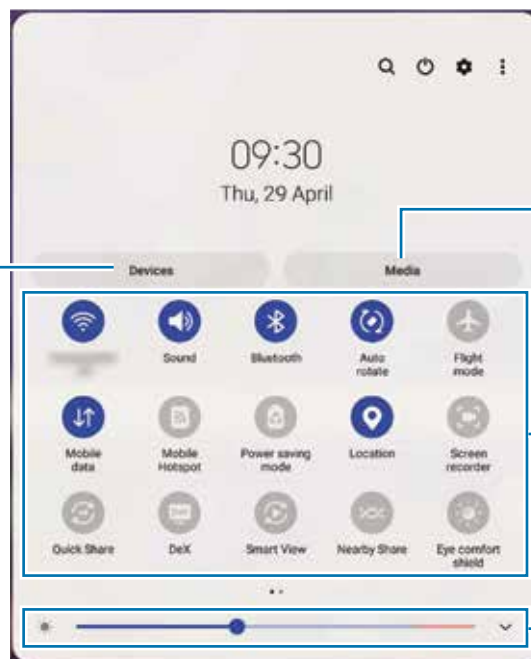 09:30
Thu, 29 April
Devices
Media
Sound
Bluetooth
Auto
rotate
Flight
mode
Mobile
data
Mobile
Hotspot
Power saving
mode
Location
Screen
recorder
Quick Share
DeX
Smart View
Nearby Share
Eye comfort
shield